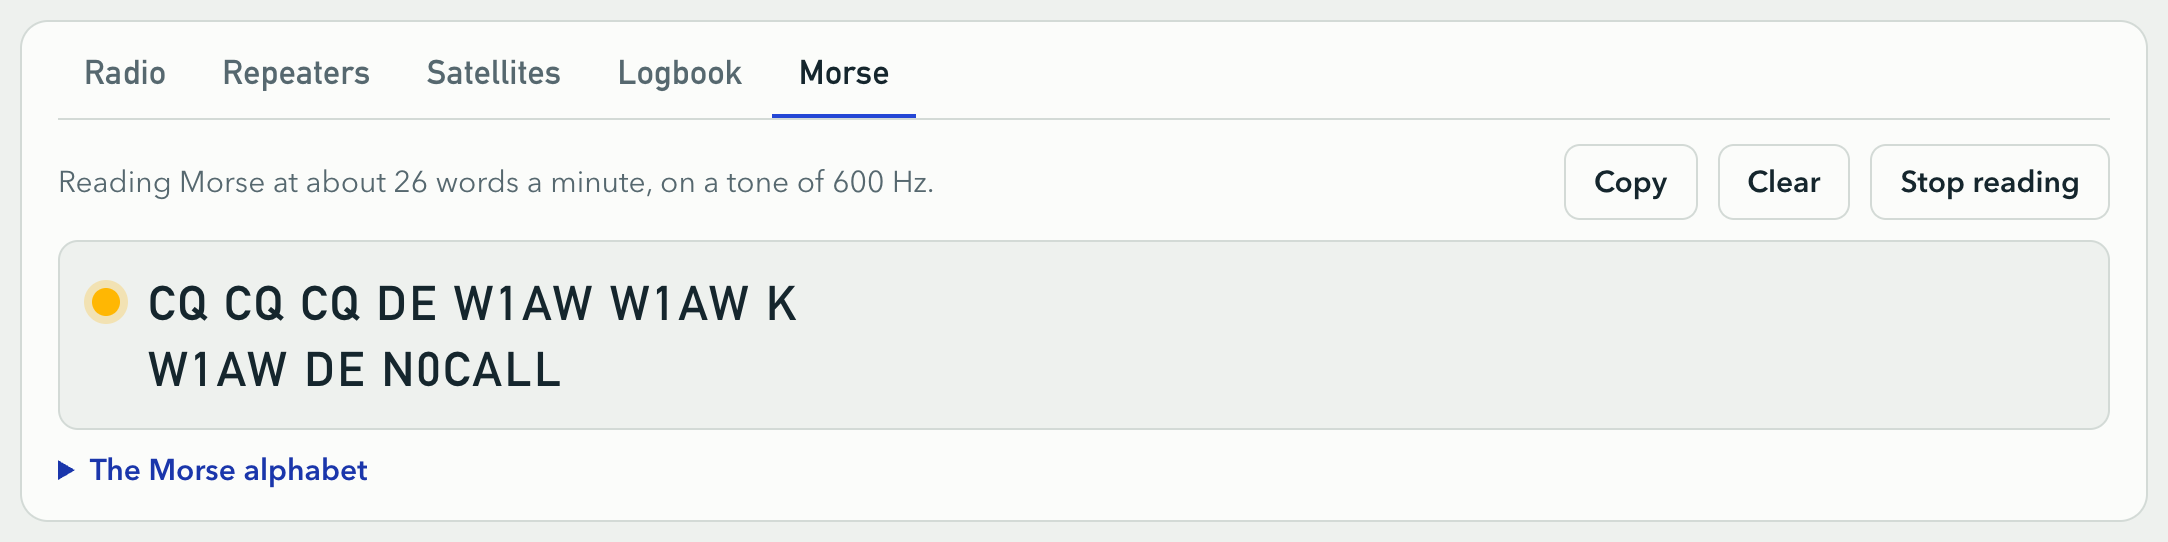 Radio Repeaters Satellites Logbook Morse
Reading Morse at about 26 words a minute, on a tone of 600 Hz. Copy Clear Stop reading
CQ CQ CQ DE W1AW W1AW K
W1AW DE N0CALL
The Morse alphabet